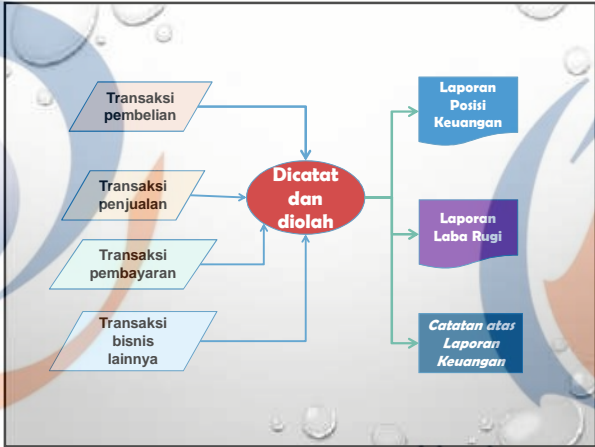 Transaksi
pembelian
Transaksi
penjualan
Transaksi
pembayaran
Transaksi
bisnis
lainnya
Dicatat
dan
diolah
Laporan
Posisi
Keuangan
Laporan
Laba Rugi
Catatan atas
Laporan
Keuangan